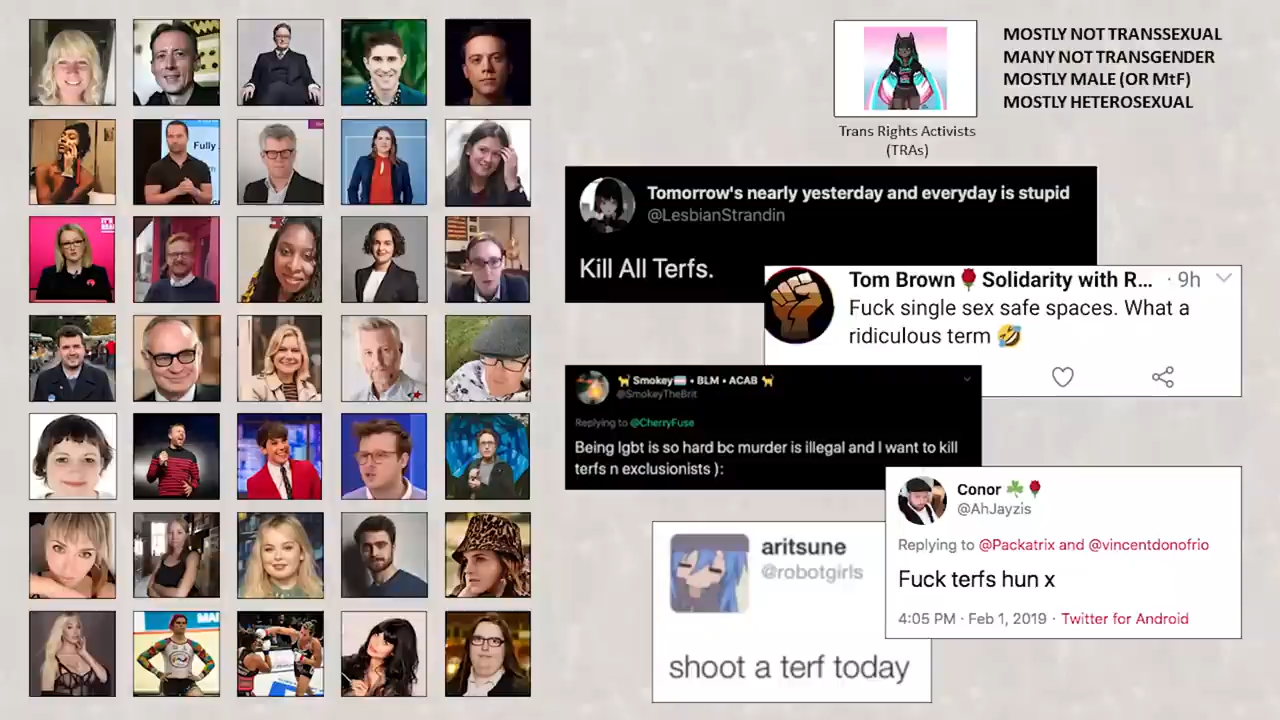 MOSTLY NOT TRANSSEXUAL
MANY NOT TRANSGENDER
MOSTLY MALE (OR MtF)
MOSTLY HETEROSEXUAL
Trans Rights Activists
(TRAs)
Fully
Tomorrow's nearly yesterday and everyday is stupid
@LesbianStrandin
Kill All Terfs.
Tom Brown🌹Solidarity with R... · 9h
Fuck single sex safe spaces. What a
ridiculous term 🤣
🐕 Smokey🏳️‍⚧️ • BLM • ACAB 🐕
@SmokeyTheBrit
Replying to @CherryFuse
Being lgbt is so hard bc murder is illegal and I want to kill
terfs n exclusionists ):
Conor ☘️🌹
@AhJayzis
Replying to @Packatrix and @vincentdonofrio
Fuck terfs hun x
4:05 PM · Feb 1, 2019 · Twitter for Android
aritsune
@robotgirls
shoot a terf today